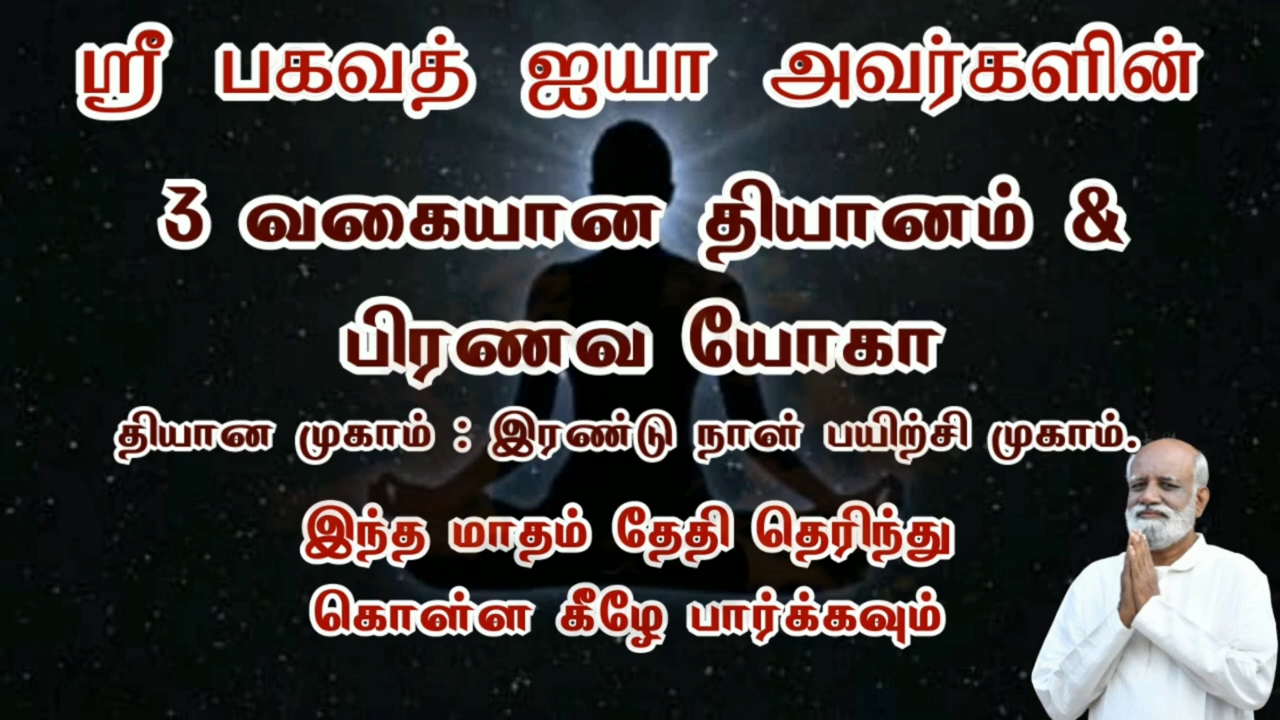 ஸ்ரீ பகவத் ஐயா அவர்களின்
3 வகையான தியானம் &
பிரணவ யோகா
தியான முகாம் : இரண்டு நாள் பயிற்சி முகாம்.
இந்த மாதம் தேதி தெரிந்து
கொள்ள கீழே பார்க்கவும்